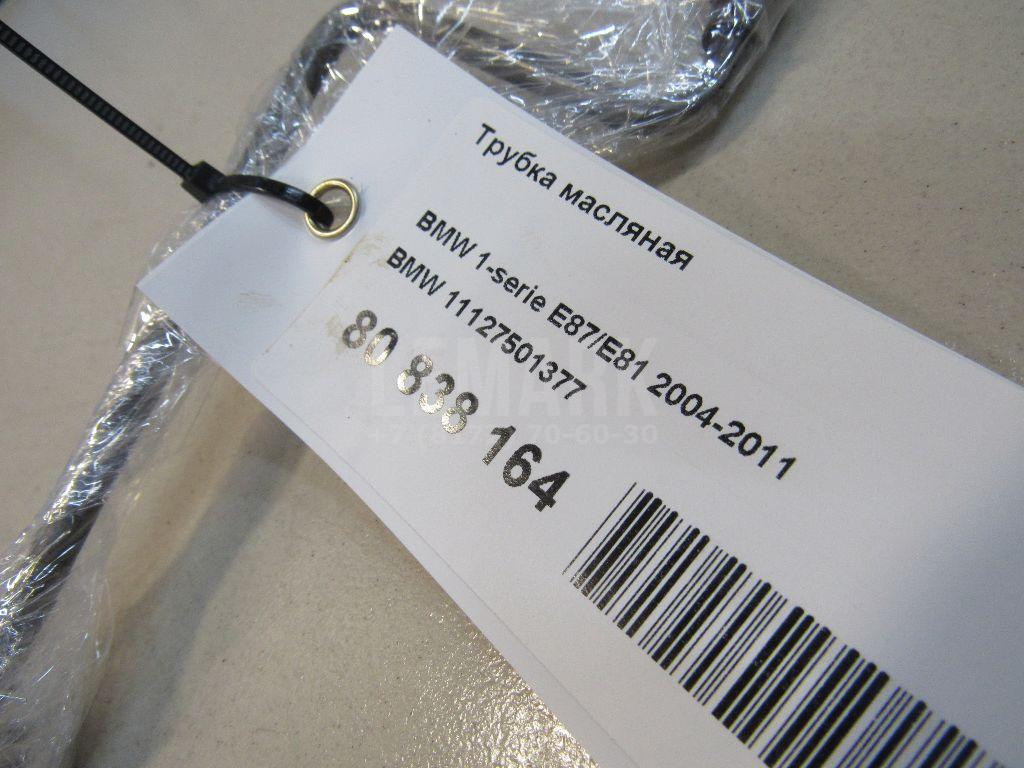 Трубка масляная
BMW 1-serie E87/E81 2004-2011
BMW 11127501377
80 838 164